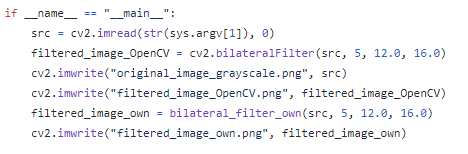 if __name__ == "__main__":
    src = cv2.imread(str(sys.argv[1]), 0)
    filtered_image_OpenCV = cv2.bilateralFilter(src, 5, 12.0, 16.0)
    cv2.imwrite("original_image_grayscale.png", src)
    cv2.imwrite("filtered_image_OpenCV.png", filtered_image_OpenCV)
    filtered_image_own = bilateral_filter_own(src, 5, 12.0, 16.0)
    cv2.imwrite("filtered_image_own.png", filtered_image_own)